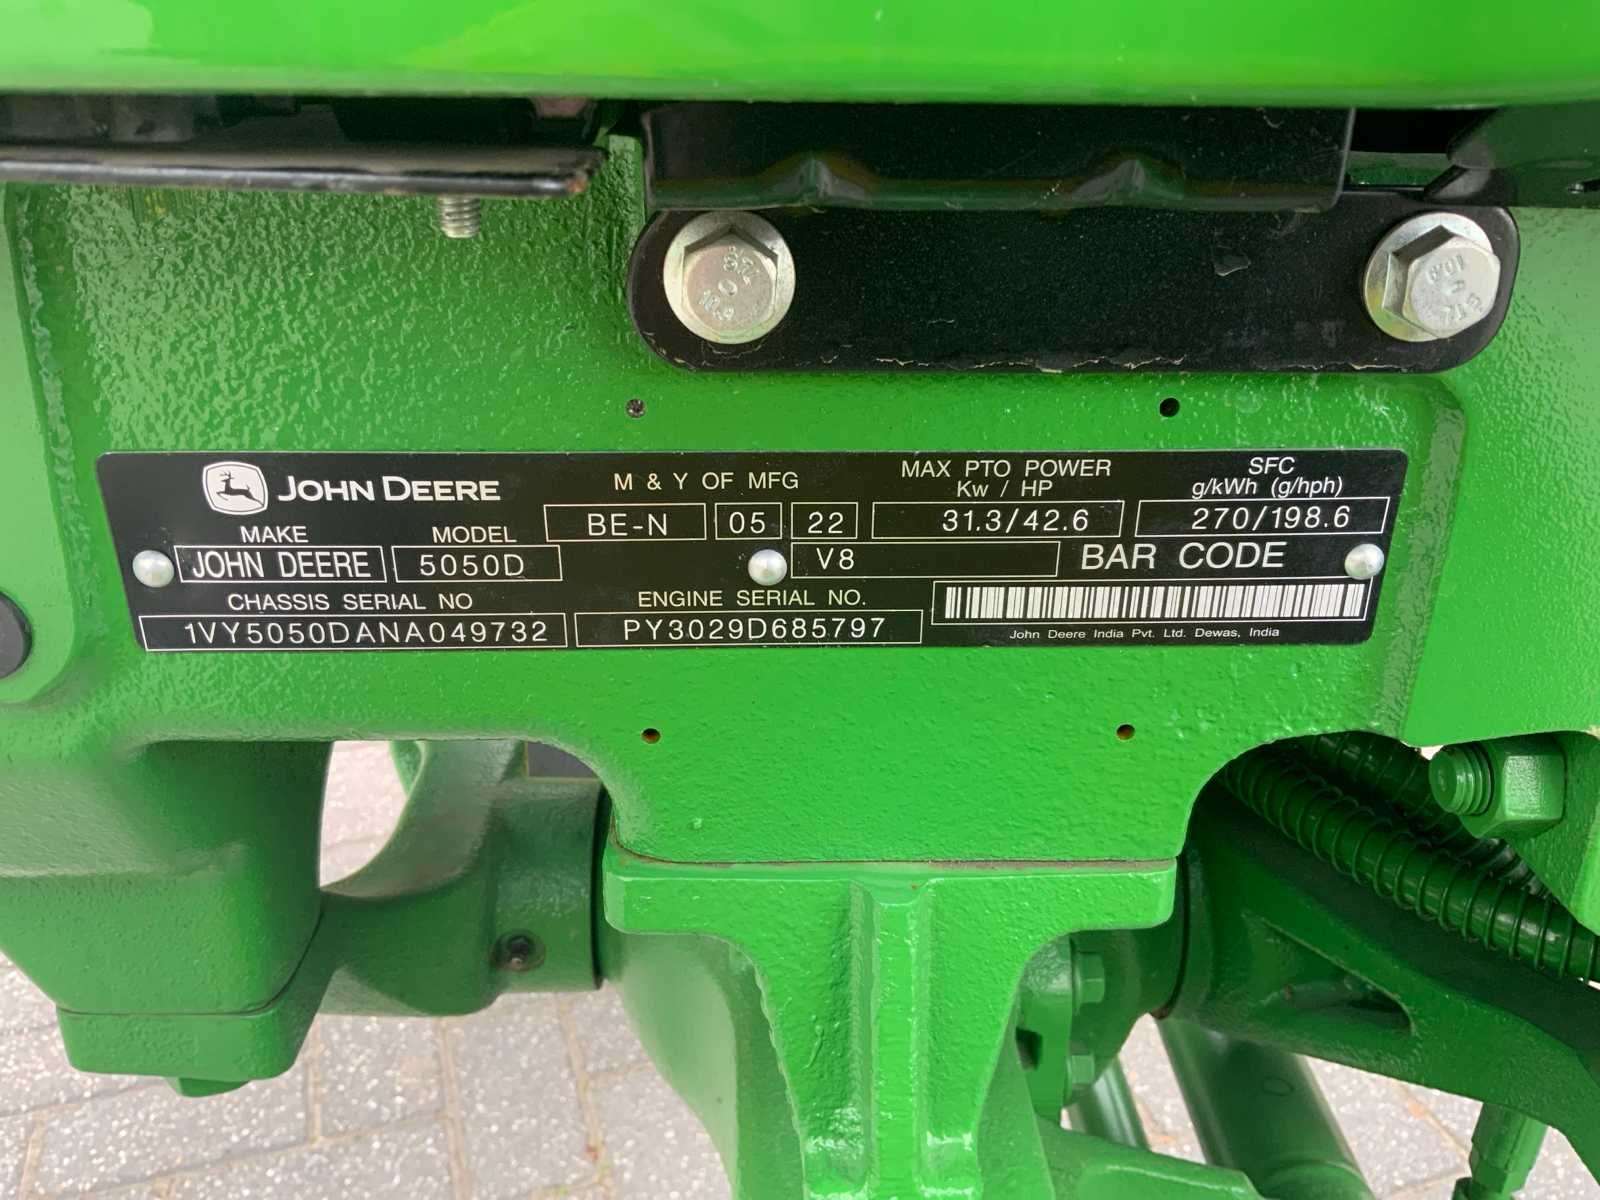 JOHN DEERE
M & Y OF MFG
MAX PTO POWER
Kw / HP
SFC
g/kWh (g/hph)
MAKE
MODEL
BE-N 05 22
31.3/42.6
270/198.6
JOHN DEERE
5050D
V8
BAR CODE
CHASSIS SERIAL NO
ENGINE SERIAL NO.
1VY5050DANA049732
PY3029D685797
John Deere India Pvt. Ltd. Dewas, India
10.9